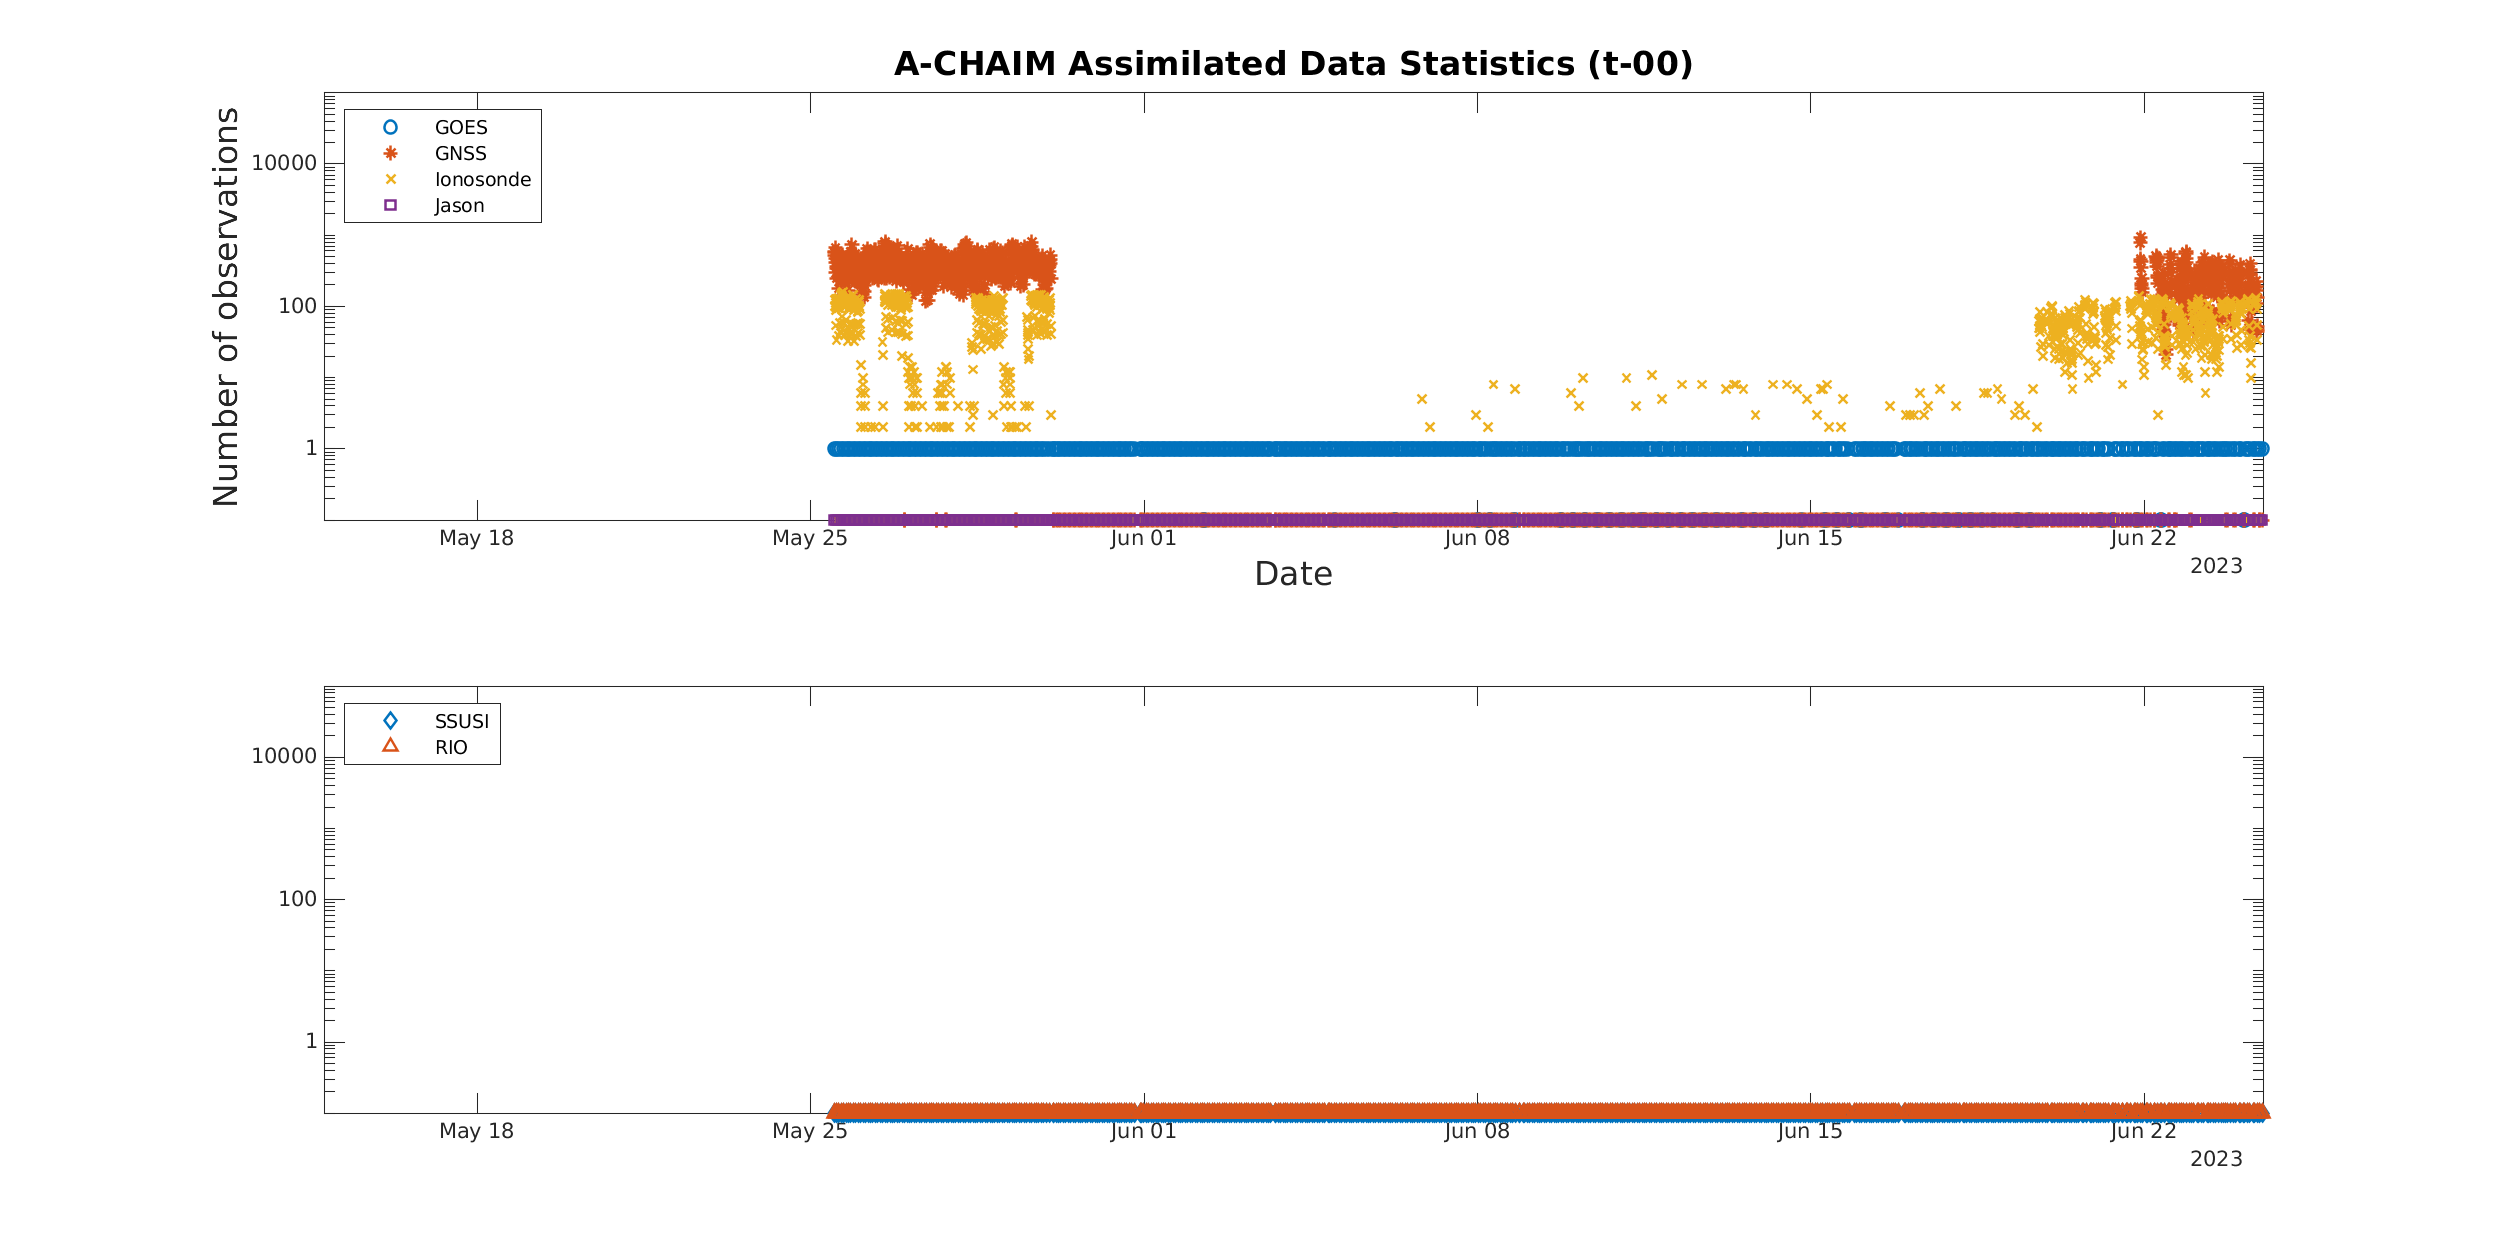 A-CHAIM Assimilated Data Statistics (t-00)
Number of observations
10000
100
1
GOES
GNSS
Ionosonde
Jason
May 18
May 25
Jun 01
Jun 08
Jun 15
Jun 22
2023
Date
10000
100
1
SSUSI
RIO
May 18
May 25
Jun 01
Jun 08
Jun 15
Jun 22
2023